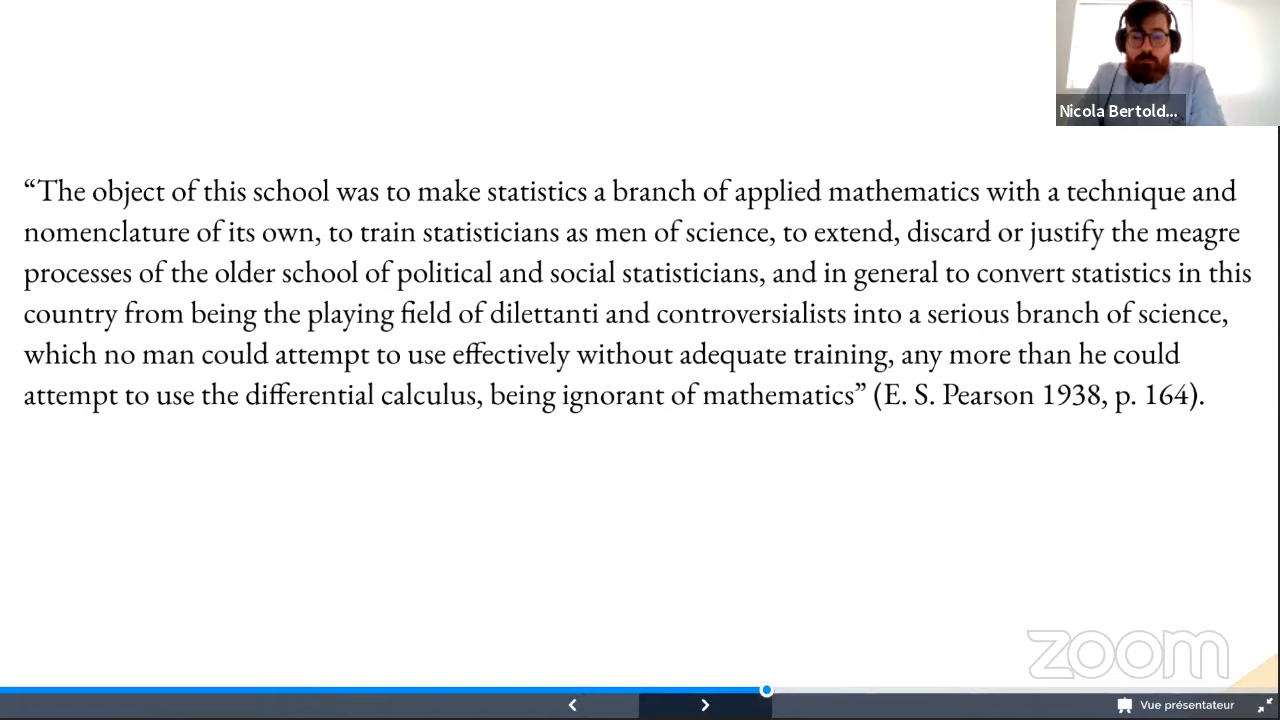 Nicola Bertold...
“The object of this school was to make statistics a branch of applied mathematics with a technique and
nomenclature of its own, to train statisticians as men of science, to extend, discard or justify the meagre
processes of the older school of political and social statisticians, and in general to convert statistics in this
country from being the playing field of dilettanti and controversialists into a serious branch of science,
which no man could attempt to use effectively without adequate training, any more than he could
attempt to use the differential calculus, being ignorant of mathematics” (E. S. Pearson 1938, p. 164).
zoom
Vue présentateur